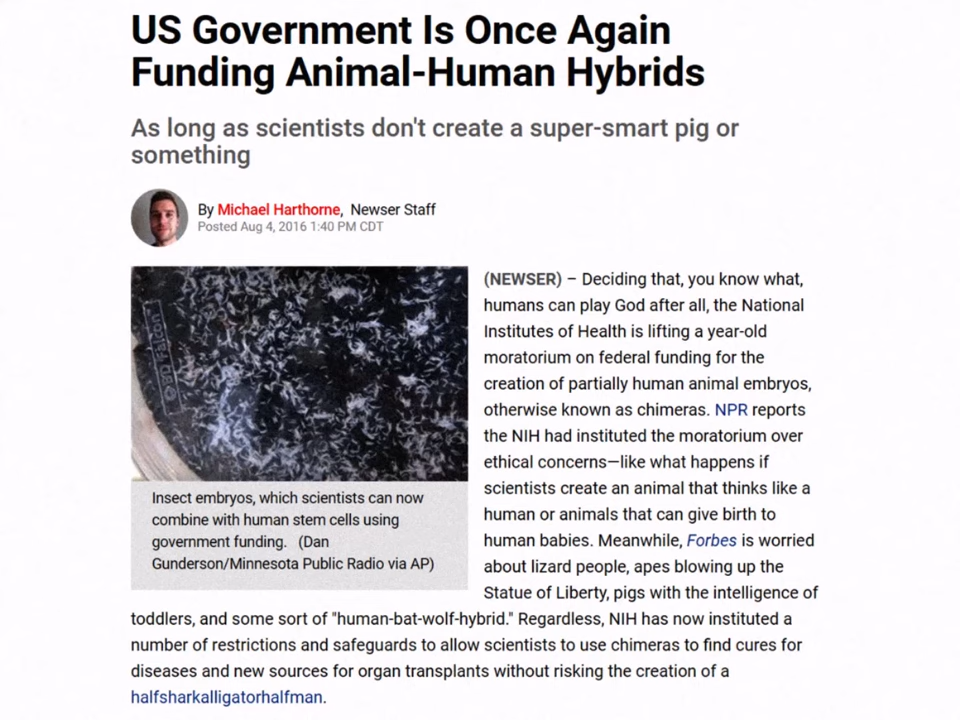 US Government Is Once Again
Funding Animal-Human Hybrids
As long as scientists don't create a super-smart pig or
something
By Michael Harthorne, Newser Staff
Posted Aug 4, 2016 1:40 PM CDT
(NEWSER) – Deciding that, you know what,
humans can play God after all, the National
Institutes of Health is lifting a year-old
moratorium on federal funding for the
creation of partially human animal embryos,
otherwise known as chimeras. NPR reports
the NIH had instituted the moratorium over
ethical concerns—like what happens if
scientists create an animal that thinks like a
human or animals that can give birth to
human babies. Meanwhile, Forbes is worried
about lizard people, apes blowing up the
Statue of Liberty, pigs with the intelligence of
toddlers, and some sort of "human-bat-wolf-hybrid." Regardless, NIH has now instituted a
number of restrictions and safeguards to allow scientists to use chimeras to find cures for
diseases and new sources for organ transplants without risking the creation of a
halfsharkalligatorhalfman.
Insect embryos, which scientists can now
combine with human stem cells using
government funding. (Dan
Gunderson/Minnesota Public Radio via AP)